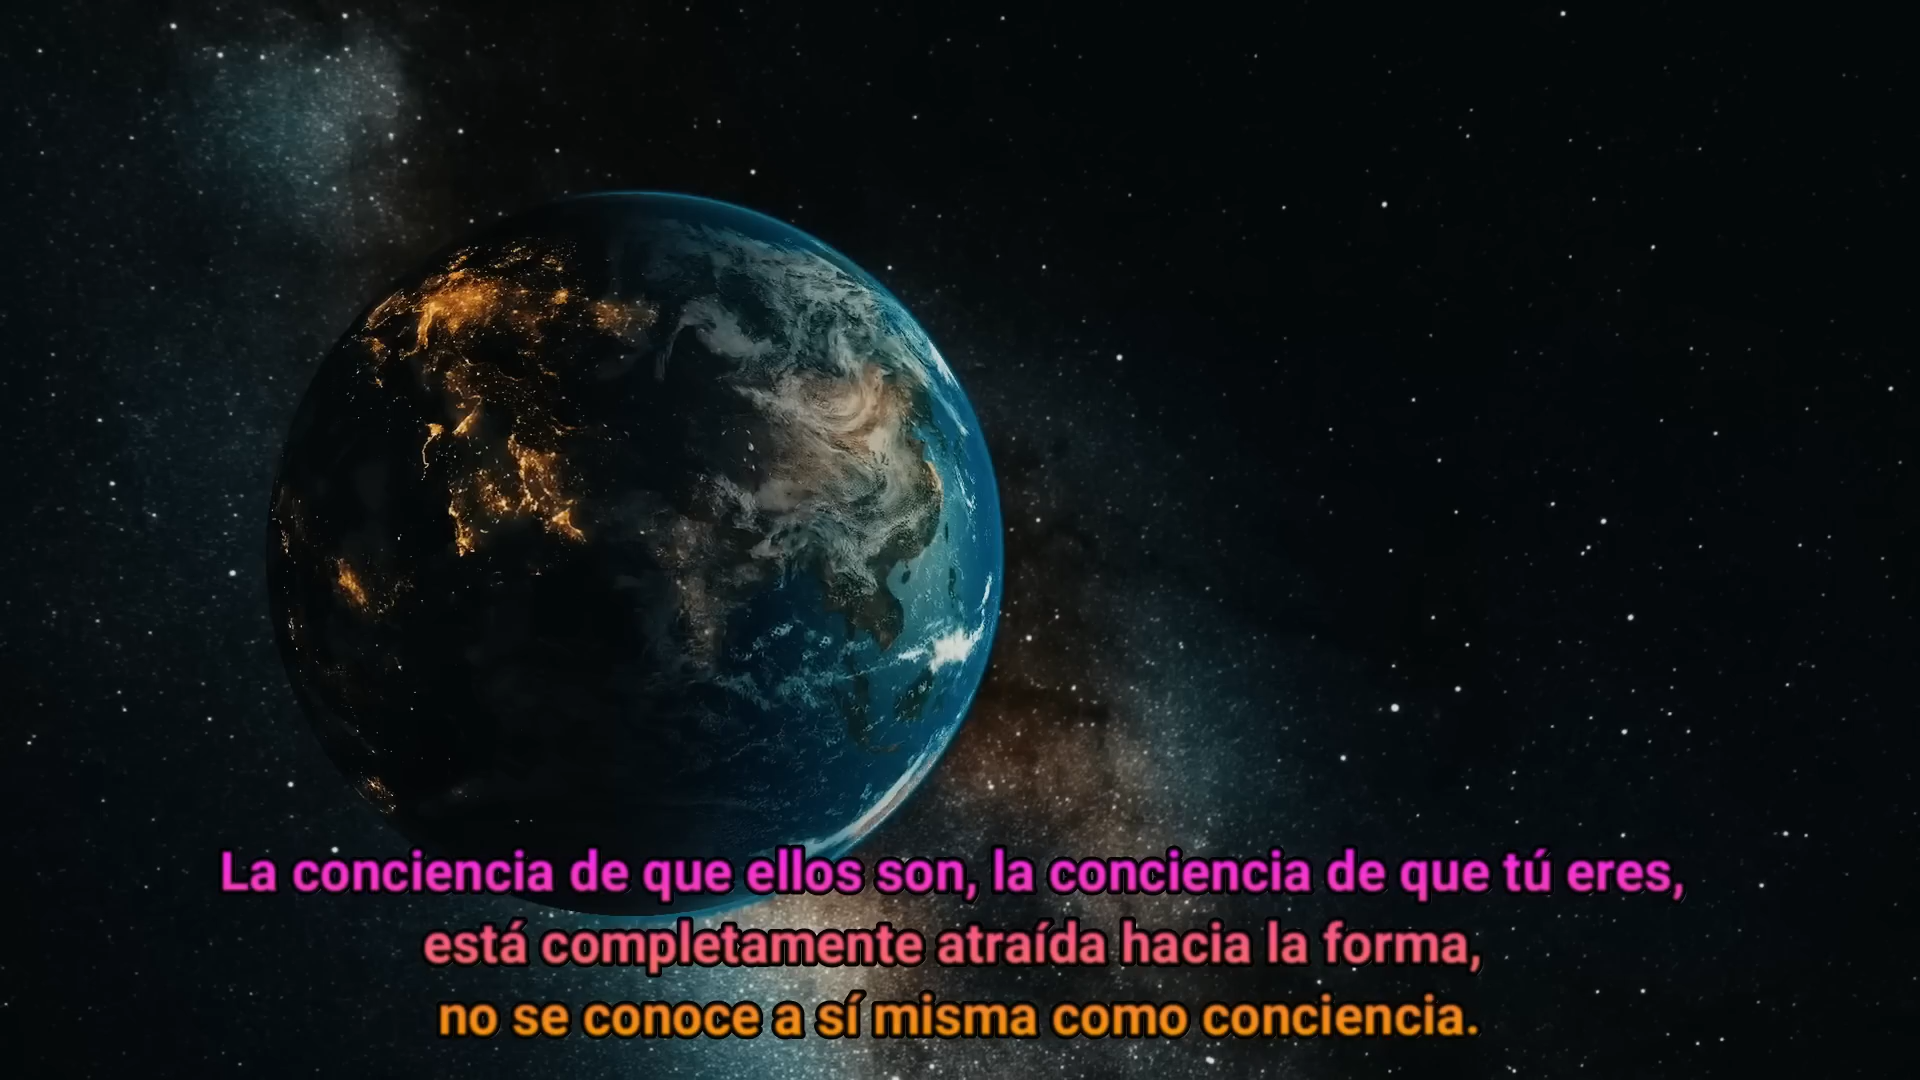 La conciencia de que ellos son, la conciencia de que tú eres,
está completamente atraída hacia la forma,
no se conoce a sí misma como conciencia.